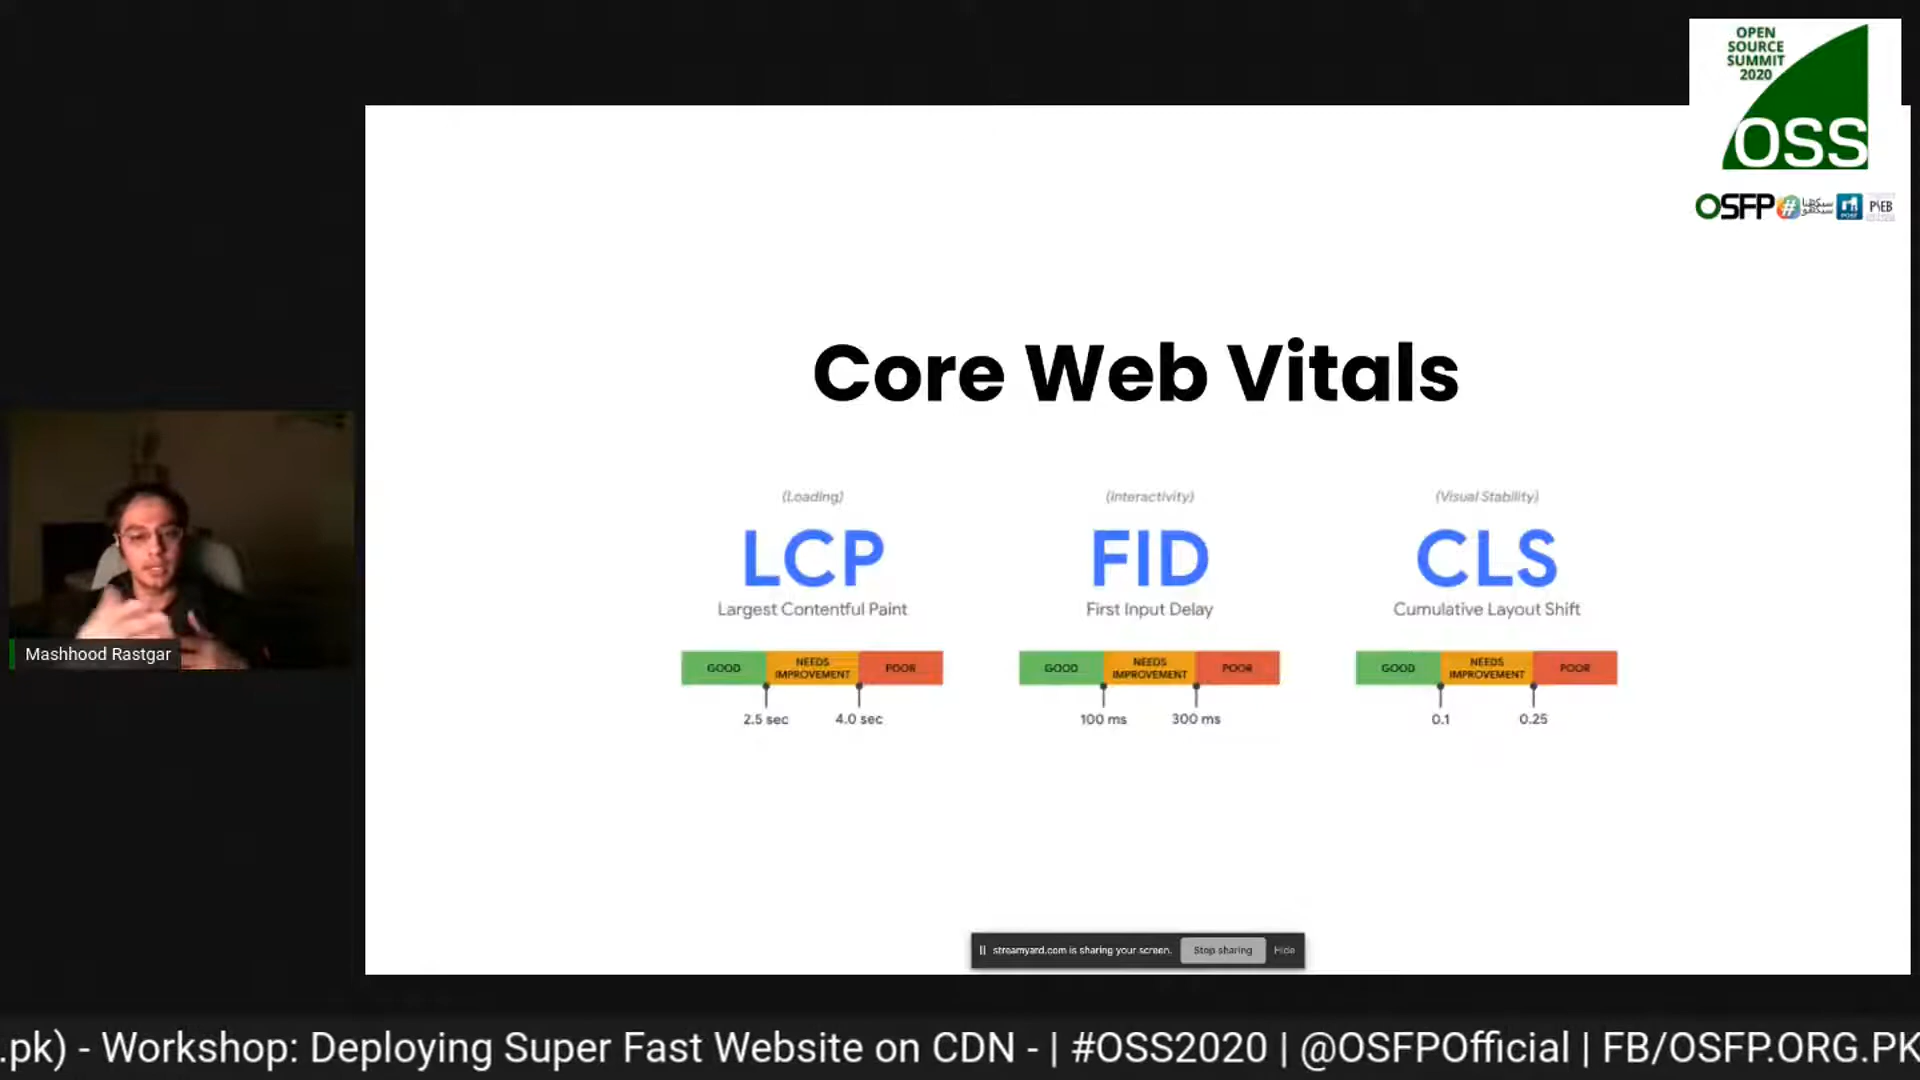 OPEN
SOURCE
SUMMIT
2020
OSS
OSFP
#
POST
P\EB
Core Web Vitals
(Loading)
LCP
Largest Contentful Paint
GOOD
NEEDS
IMPROVEMENT
POOR
2.5 sec
4.0 sec
(Interactivity)
FID
First Input Delay
GOOD
NEEDS
IMPROVEMENT
POOR
100 ms
300 ms
(Visual Stability)
CLS
Cumulative Layout Shift
GOOD
NEEDS
IMPROVEMENT
POOR
0.1
0.25
Mashhood Rastgar
streamyard.com is sharing your screen.
Stop sharing
Hide
.pk) - Workshop: Deploying Super Fast Website on CDN - | #OSS2020 | @OSFPOfficial | FB/OSFP.ORG.PK